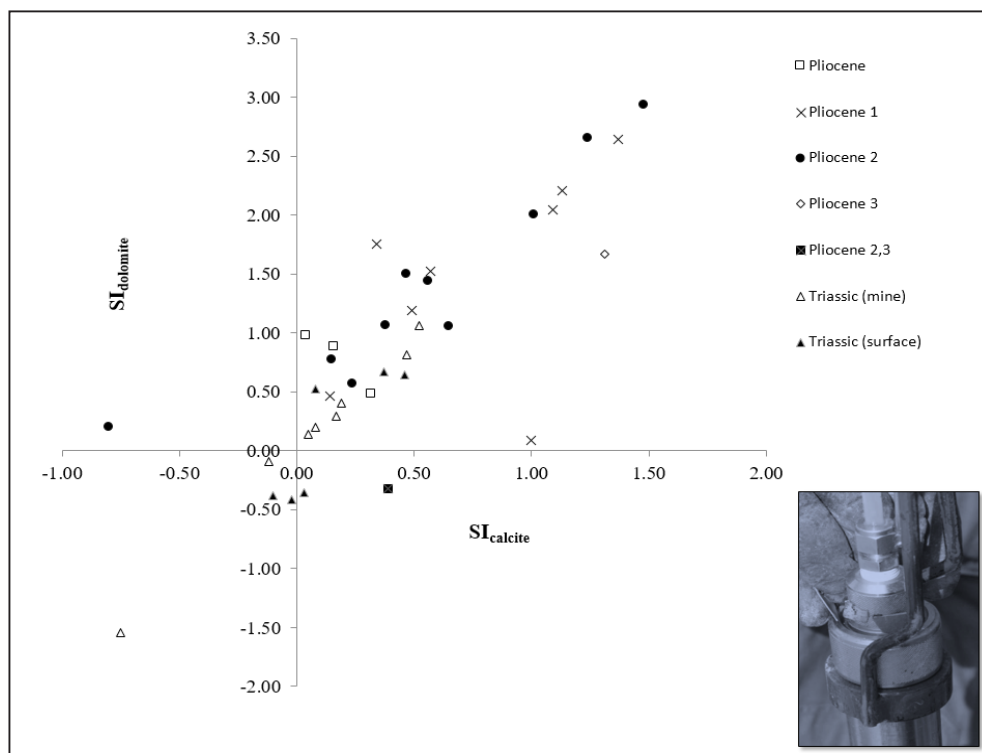 3.50
3.00
2.50
2.00
1.50
1.00
0.50
0.00
-0.50
-1.00
-1.50
-2.00
-1.00 -0.50 0.00 0.50 1.00 1.50 2.00
SIdolomite
SIcalcite
Pliocene
Pliocene 1
Pliocene 2
Pliocene 3
Pliocene 2,3
Triassic (mine)
Triassic (surface)